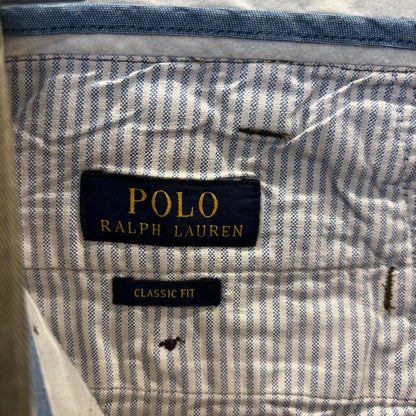 POLO
RALPH LAUREN
CLASSIC FIT